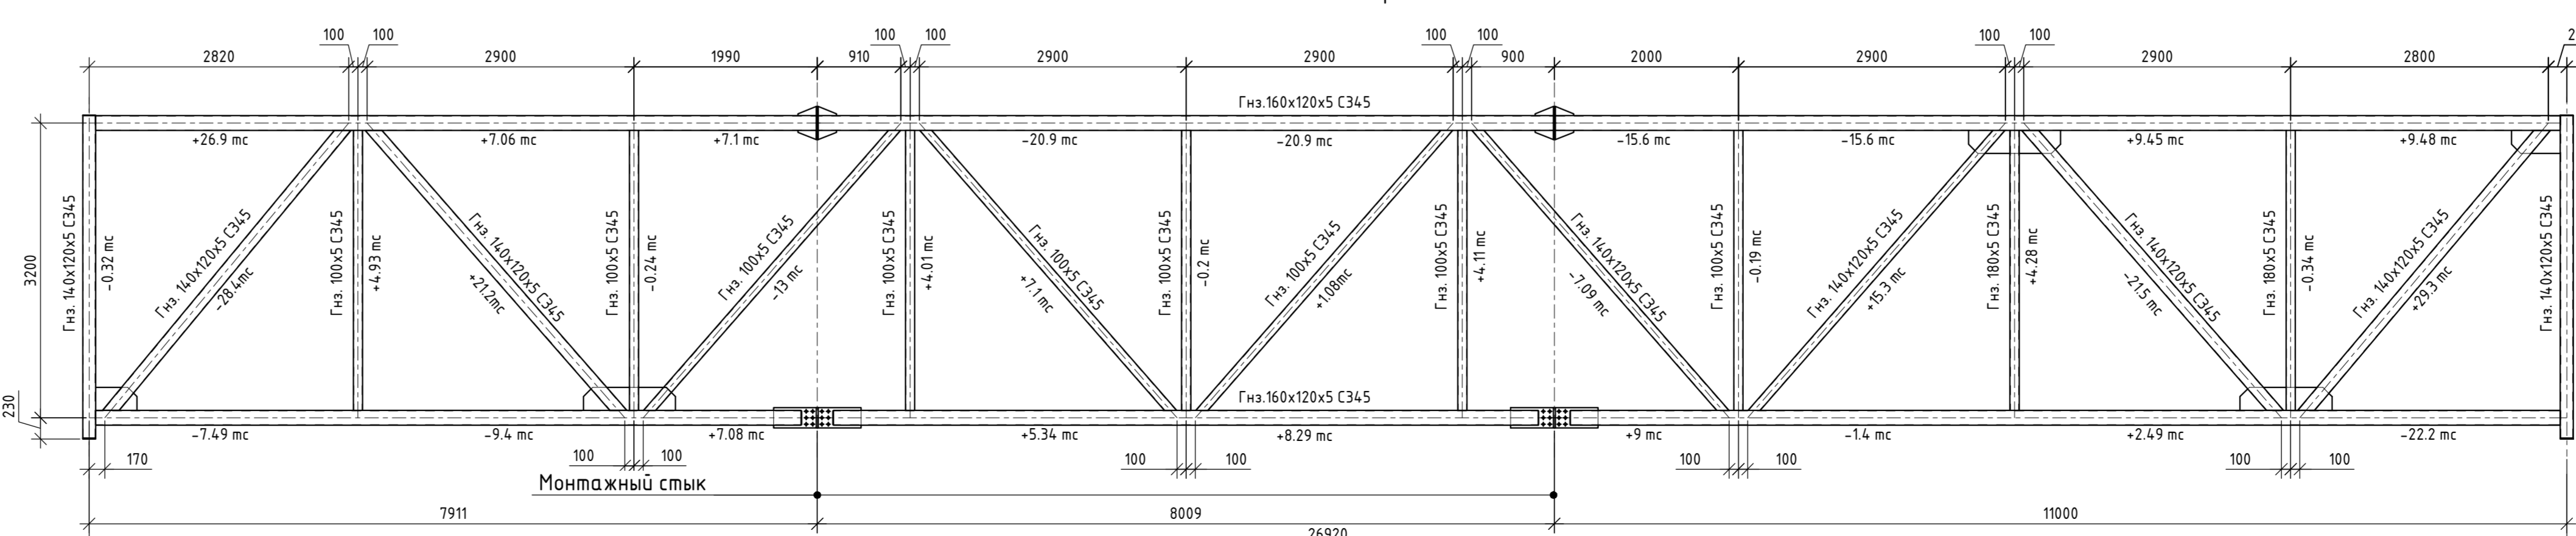 100 100 100 100 100 100 100 100
2820 2900 1990 910 2900 2900 900 2000 2900 2900 2800
Гнз.160х120х5 С345
+26.9 тс +7.06 тс +7.1 тс -20.9 тс -20.9 тс -15.6 тс -15.6 тс +9.45 тс +9.48 тс
3200
230
Гнз. 140х120х5 С345
-0.32 тс
Гнз. 140х120х5 С345
-28.4тс
Гнз. 100х5 С345
+4.93 тс
Гнз. 140х120х5 С345
+21.2тс
Гнз. 100х5 С345
-0.24 тс
Гнз. 100х5 С345
-13 тс
Гнз. 100х5 С345
+4.01 тс
Гнз. 100х5 С345
+7.1 тс
Гнз. 100х5 С345
-0.2 тс
Гнз. 100х5 С345
+1.08тс
Гнз. 100х5 С345
+4.11 тс
Гнз. 140х120х5 С345
-7.09 тс
Гнз. 100х5 С345
-0.19 тс
Гнз. 140х120х5 С345
+15.3 тс
Гнз. 180х5 С345
+4.28 тс
Гнз. 140х120х5 С345
-21.5 тс
Гнз. 180х5 С345
-0.34 тс
Гнз. 140х120х5 С345
+29.3 тс
Гнз. 140х120х5 С345
Гнз.160х120х5 С345
-7.49 тс -9.4 тс +7.08 тс +5.34 тс +8.29 тс +9 тс -1.4 тс +2.49 тс -22.2 тс
170 100 100 100 100 100 100 100 100
Монтажный стык
7911 8009 11000
26920